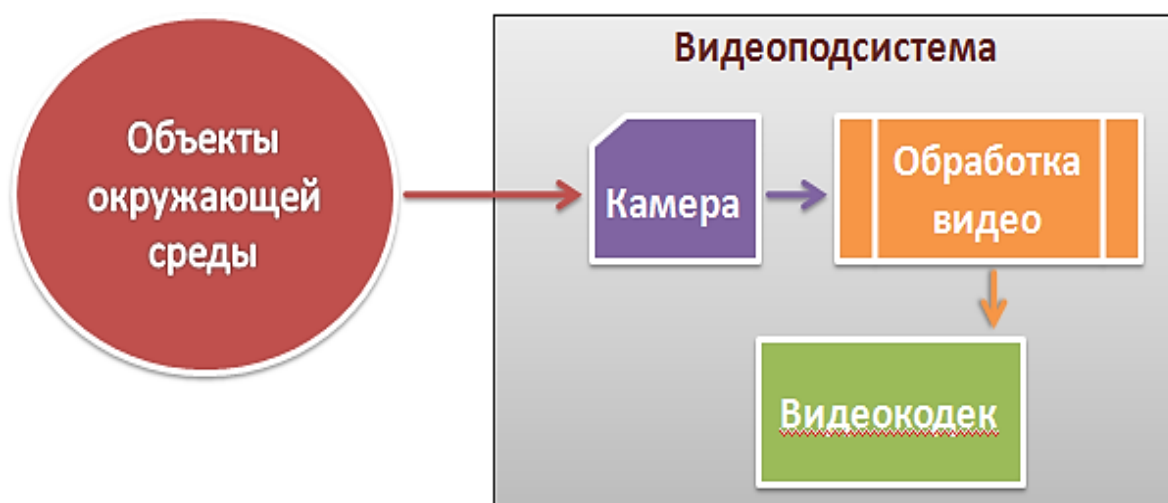 Видеоподсистема
Объекты
окружающей
среды
Камера
Обработка
видео
Видеокодек